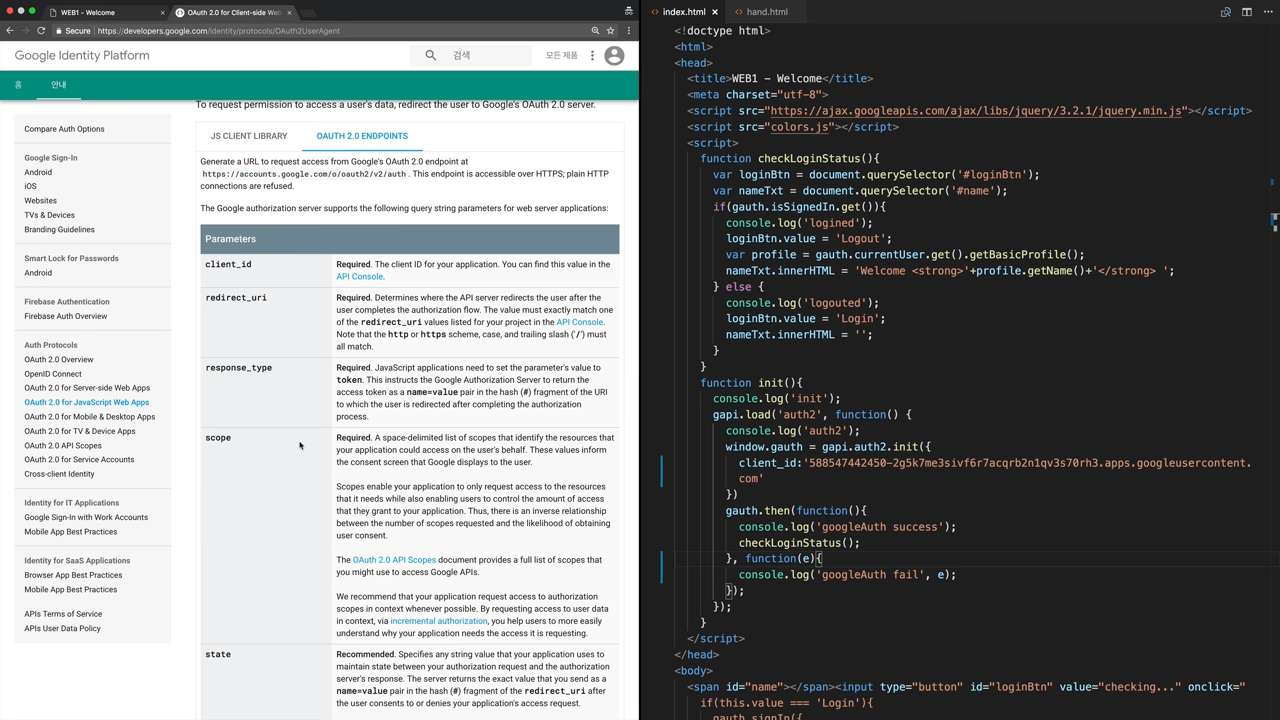 WEB1 - Welcome
OAuth 2.0 for Client-side Web
Secure
https://developers.google.com/identity/protocols/OAuth2UserAgent
Google Identity Platform
검색
모든 제품
홈
안내
Compare Auth Options
Google Sign-In
Android
iOS
Websites
TVs & Devices
Branding Guidelines
Smart Lock for Passwords
Android
Firebase Authentication
Firebase Auth Overview
Auth Protocols
OAuth 2.0 Overview
OpenID Connect
OAuth 2.0 for Server-side Web Apps
OAuth 2.0 for JavaScript Web Apps
OAuth 2.0 for Mobile & Desktop Apps
OAuth 2.0 for TV & Device Apps
OAuth 2.0 API Scopes
OAuth 2.0 for Service Accounts
Cross-client Identity
Identity for IT Applications
Google Sign-In with Work Accounts
Mobile App Best Practices
Identity for SaaS Applications
Browser App Best Practices
Mobile App Best Practices
APIs Terms of Service
APIs User Data Policy
To request permission to access a user's data, redirect the user to Google's OAuth 2.0 server.
JS CLIENT LIBRARY
OAUTH 2.0 ENDPOINTS
Generate a URL to request access from Google's OAuth 2.0 endpoint at
https://accounts.google.com/o/oauth2/v2/auth. This endpoint is accessible over HTTPS; plain HTTP
connections are refused.
The Google authorization server supports the following query string parameters for web server applications:
Parameters
client_id
Required. The client ID for your application. You can find this value in the
API Console.
redirect_uri
Required. Determines where the API server redirects the user after the
user completes the authorization flow. The value must exactly match one
of the redirect_uri values listed for your project in the API Console.
Note that the http or https scheme, case, and trailing slash ('/') must
all match.
response_type
Required. JavaScript applications need to set the parameter's value to
token. This instructs the Google Authorization Server to return the
access token as a name=value pair in the hash (#) fragment of the URI
to which the user is redirected after completing the authorization
process.
scope
Required. A space-delimited list of scopes that identify the resources that
your application could access on the user's behalf. These values inform
the consent screen that Google displays to the user.
Scopes enable your application to only request access to the resources
that it needs while also enabling users to control the amount of access
that they grant to your application. Thus, there is an inverse relationship
between the number of scopes requested and the likelihood of obtaining
user consent.
The OAuth 2.0 API Scopes document provides a full list of scopes that
you might use to access Google APIs.
We recommend that your application request access to authorization
scopes in context whenever possible. By requesting access to user data
in context, via incremental authorization, you help users to more easily
understand why your application needs the access it is requesting.
state
Recommended. Specifies any string value that your application uses to
maintain state between your authorization request and the authorization
server's response. The server returns the exact value that you send as a
name=value pair in the hash (#) fragment of the redirect_uri after
the user consents to or denies your application's access request.
index.html
hand.html
<!doctype html>
<html>
<head>
<title>WEB1 - Welcome</title>
<meta charset="utf-8">
<script src="https://ajax.googleapis.com/ajax/libs/jquery/3.2.1/jquery.min.js"></script>
<script src="colors.js"></script>
<script>
function checkLoginStatus(){
var loginBtn = document.querySelector('#loginBtn');
var nameTxt = document.querySelector('#name');
if(gauth.isSignedIn.get()){
console.log('logined');
loginBtn.value = 'Logout';
var profile = gauth.currentUser.get().getBasicProfile();
nameTxt.innerHTML = 'Welcome <strong>'+profile.getName()+'</strong> ';
} else {
console.log('logouted');
loginBtn.value = 'Login';
nameTxt.innerHTML = '';
}
}
function init(){
console.log('init');
gapi.load('auth2', function() {
console.log('auth2');
window.gauth = gapi.auth2.init({
client_id:'588547442450-2g5k7me3sivf6r7acqrb2n1qv3s70rh3.apps.googleusercontent.
com'
})
gauth.then(function(){
console.log('googleAuth success');
checkLoginStatus();
}, function(e){
console.log('googleAuth fail', e);
});
});
}
</script>
</head>
<body>
<span id="name"></span><input type="button" id="loginBtn" value="checking..." onclick="
if(this.value === 'Login'){
gauth.signIn({